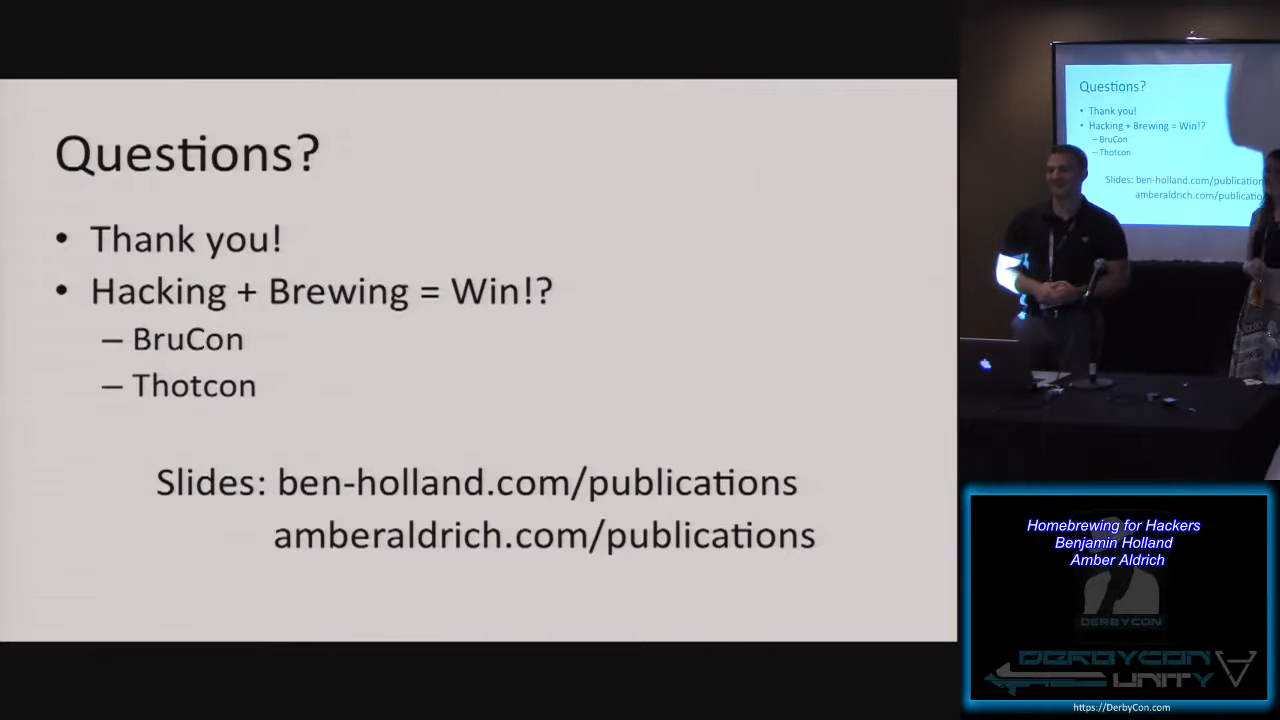 Questions?
• Thank you!
• Hacking + Brewing = Win!?
– BruCon
– Thotcon
Slides: ben-holland.com/publications
amberaldrich.com/publications
Questions?
• Thank you!
• Hacking + Brewing = Win!?
– BruCon
– Thotcon
Slides: ben-holland.com/publication
amberaldrich.com/publicatio
Homebrewing for Hackers
Benjamin Holland
Amber Aldrich
DERBYCON
DERBYCON
UNITY
https://DerbyCon.com